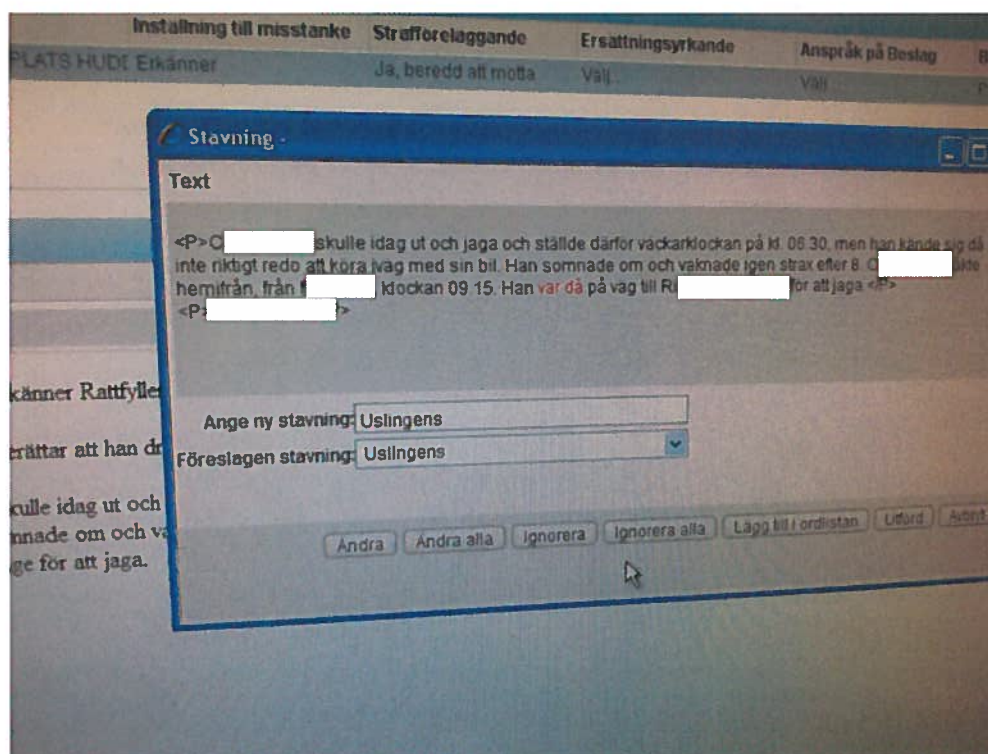 Inställning till misstanke Strafföreläggande Ersättningsyrkande Anspråk på Beslag
PLATS HUDI Erkänner Ja, beredd att motta Välj... Välj
Stavning -
Text
<P>C skulle idag ut och jaga och ställde därför väckarklockan på kl. 06.30, men han kände sig då
inte riktigt redo att köra iväg med sin bil. Han somnade om och vaknade igen strax efter 8. C åkte
hemifrån, från klockan 09.15. Han var då på väg till R för att jaga </P>
<P>
känner Rattfylle
Ange ny stavning: Uslingens
erättar att han dr
Föreslagen stavning: Uslingens
kulle idag ut och
nnade om och va
ge för att jaga.
Ändra Ändra alla Ignorera Ignorera alla Lägg till i ordlistan Utförd Avbryt